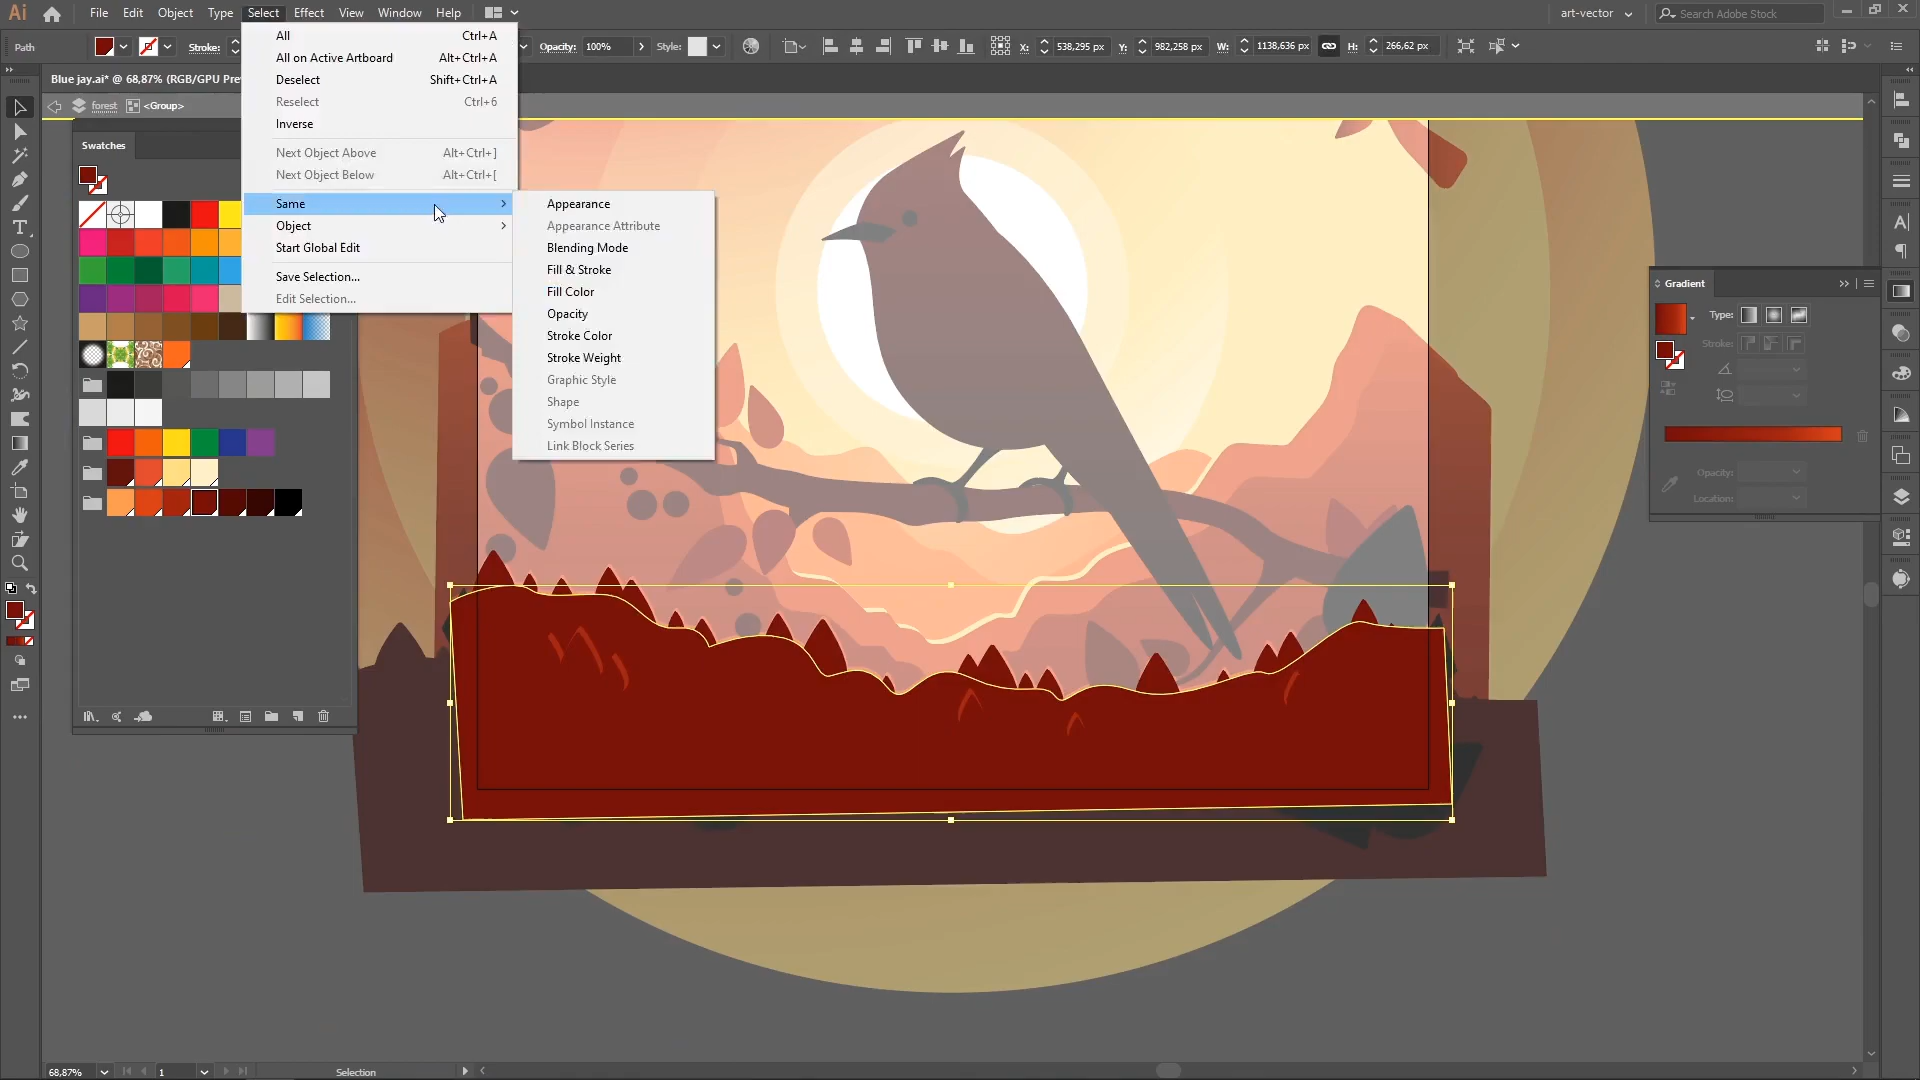 Ai File Edit Object Type Select Effect View Window Help art-vector Search Adobe Stock
Path Stroke: Opacity: 100% Style: X: 538,295 px Y: 982,258 px W: 1138,636 px H: 266,62 px
Blue jay.ai* @ 68,87% (RGB/GPU Pre
forest <Group>
Swatches
All Ctrl+A
All on Active Artboard Alt+Ctrl+A
Deselect Shift+Ctrl+A
Reselect Ctrl+6
Inverse
Next Object Above Alt+Ctrl+]
Next Object Below Alt+Ctrl+[
Same
Object
Start Global Edit
Save Selection...
Edit Selection...
Appearance
Appearance Attribute
Blending Mode
Fill & Stroke
Fill Color
Opacity
Stroke Color
Stroke Weight
Graphic Style
Shape
Symbol Instance
Link Block Series
Gradient
Type:
Stroke:
Opacity:
Location:
68,87% 1 Selection